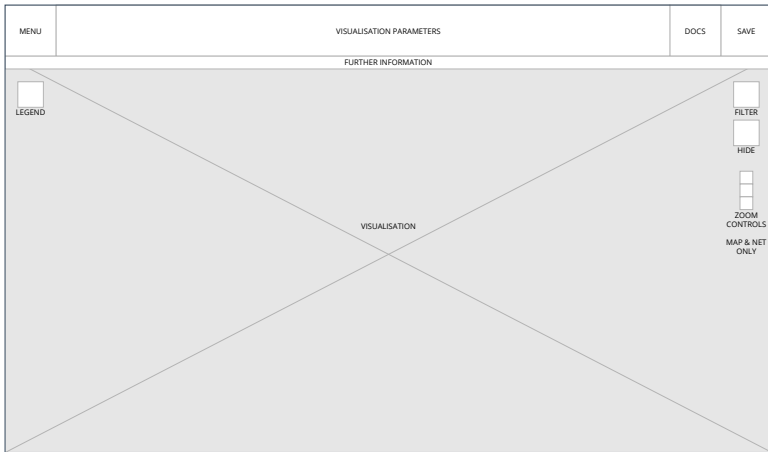 MENU
VISUALISATION PARAMETERS
DOCS
SAVE
FURTHER INFORMATION
LEGEND
FILTER
HIDE
ZOOM
CONTROLS
MAP & NET
ONLY
VISUALISATION